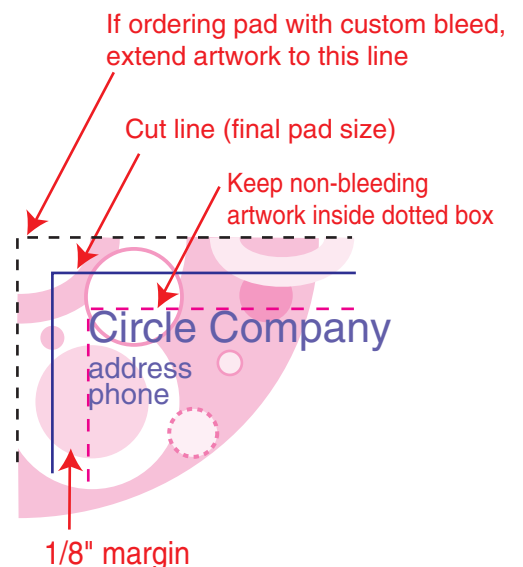 If ordering pad with custom bleed,
extend artwork to this line
Cut line (final pad size)
Keep non-bleeding
artwork inside dotted box
Circle Company
address
phone
1/8" margin